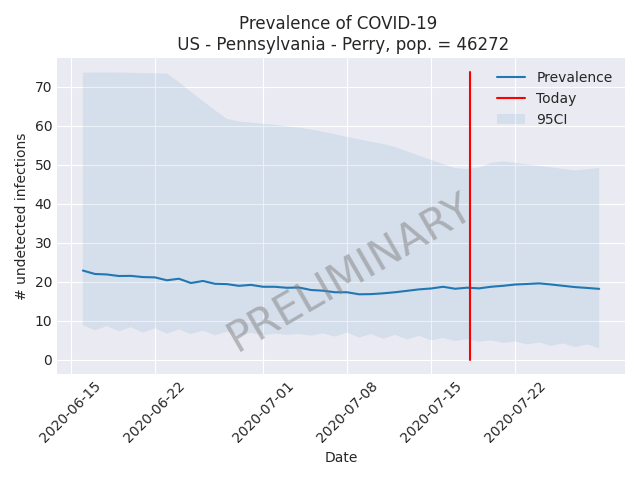 Prevalence of COVID-19
US - Pennsylvania - Perry, pop. = 46272
Prevalence
Today
95CI
# undetected infections
70
60
50
40
30
20
10
0
PRELIMINARY
2020-06-15
2020-06-22
2020-07-01
2020-07-08
2020-07-15
2020-07-22
Date